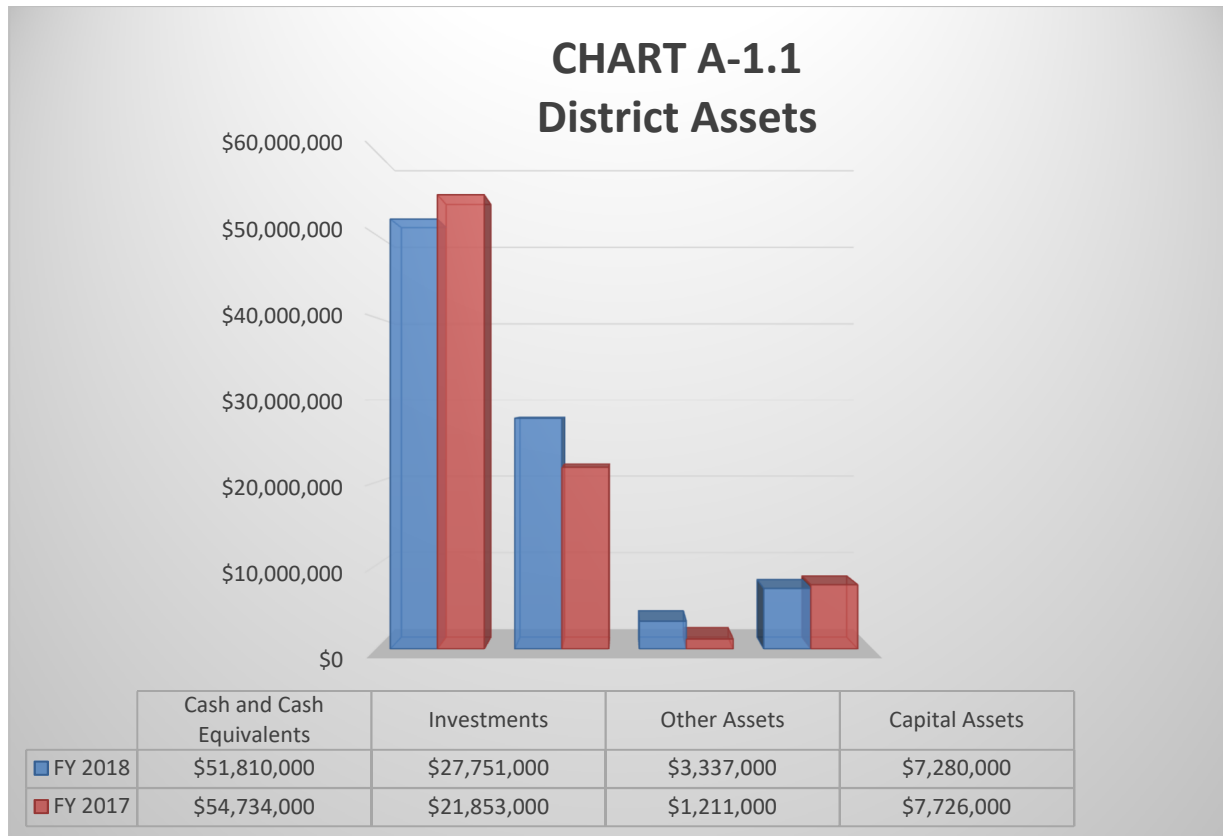 CHART A-1.1
District Assets
$60,000,000
$50,000,000
$40,000,000
$30,000,000
$20,000,000
$10,000,000
$0
Cash and Cash Equivalents Investments Other Assets Capital Assets
FY 2018 $51,810,000 $27,751,000 $3,337,000 $7,280,000
FY 2017 $54,734,000 $21,853,000 $1,211,000 $7,726,000